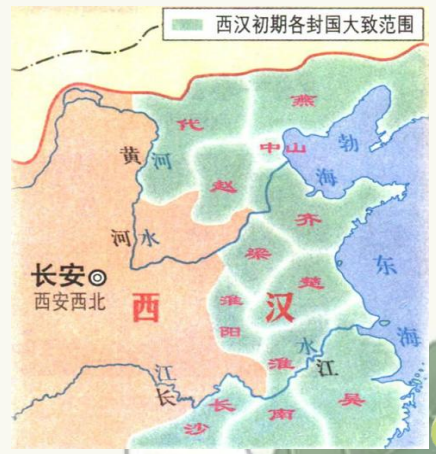 西汉初期各封国大致范围
燕
代
中山
勃海
黄河
河水
赵
齐
梁
楚
东海
长安
西安西北
西汉
淮阳
江水
长江
淮南
吴
长沙